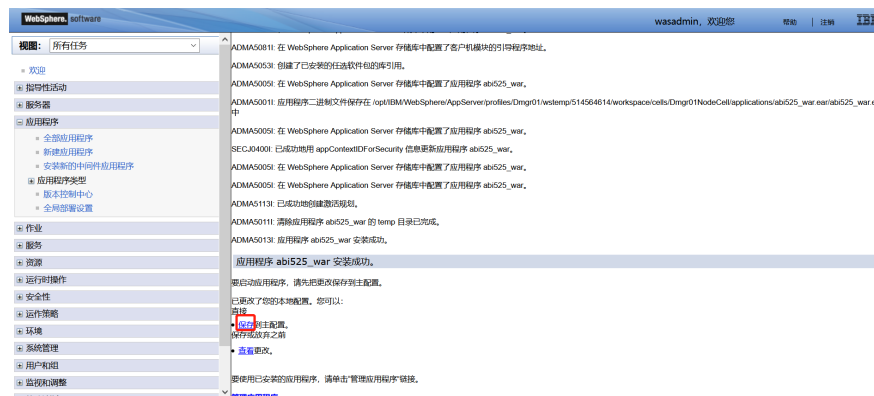 WebSphere. software
wasadmin，欢迎您 帮助 | 注销 IBM
视图： 所有任务
欢迎
指导性活动
服务器
应用程序
全部应用程序
新建应用程序
安装新的中间件应用程序
应用程序类型
版本控制中心
全局部署设置
作业
服务
资源
运行时操作
安全性
运作策略
环境
系统管理
用户和组
监视和调整
ADMA5081I: 在 WebSphere Application Server 存储库中配置了客户机模块的引导程序地址。
ADMA5053I: 创建了已安装的任选软件包的库引用。
ADMA5005I: 在 WebSphere Application Server 存储库中配置了应用程序 abi525_war。
ADMA5001I: 应用程序二进制文件保存在 /opt/IBM/WebSphere/AppServer/profiles/Dmgr01/wstemp/514564614/workspace/cells/Dmgr01NodeCell/applications/abi525_war.ear/abi525_war.e
中
ADMA5005I: 在 WebSphere Application Server 存储库中配置了应用程序 abi525_war。
SECJ0400I: 已成功地用 appContextIDForSecurity 信息更新应用程序 abi525_war。
ADMA5005I: 在 WebSphere Application Server 存储库中配置了应用程序 abi525_war。
ADMA5005I: 在 WebSphere Application Server 存储库中配置了应用程序 abi525_war。
ADMA5113I: 已成功地创建激活规划。
ADMA5011I: 清除应用程序 abi525_war 的 temp 目录已完成。
ADMA5013I: 应用程序 abi525_war 安装成功。
应用程序 abi525_war 安装成功。
要启动应用程序，请先把更改保存到主配置。
已更改了您的本地配置。您可以：
直接
保存到主配置。
保存或放弃之前
查看更改。
要使用已安装的应用程序，请单击“管理应用程序”链接。
管理应用程序